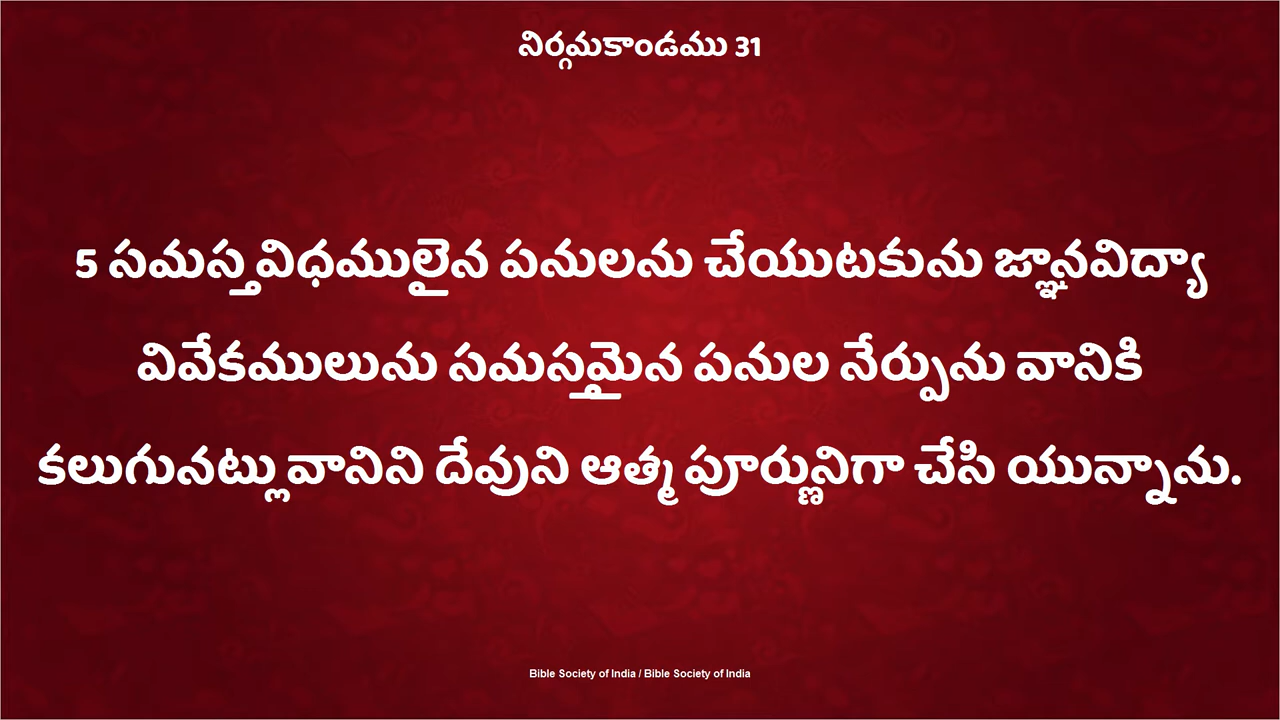 నిర్గమకాండము 31
5 సమస్త విధములైన పనులను చేయుటకును జ్ఞానవిద్యా
వివేకములును సమస్తమైన పనుల నేర్పును వానికి
కలుగునట్లు వానిని దేవుని ఆత్మ పూర్ణునిగా చేసి యున్నాను.
Bible Society of India / Bible Society of India